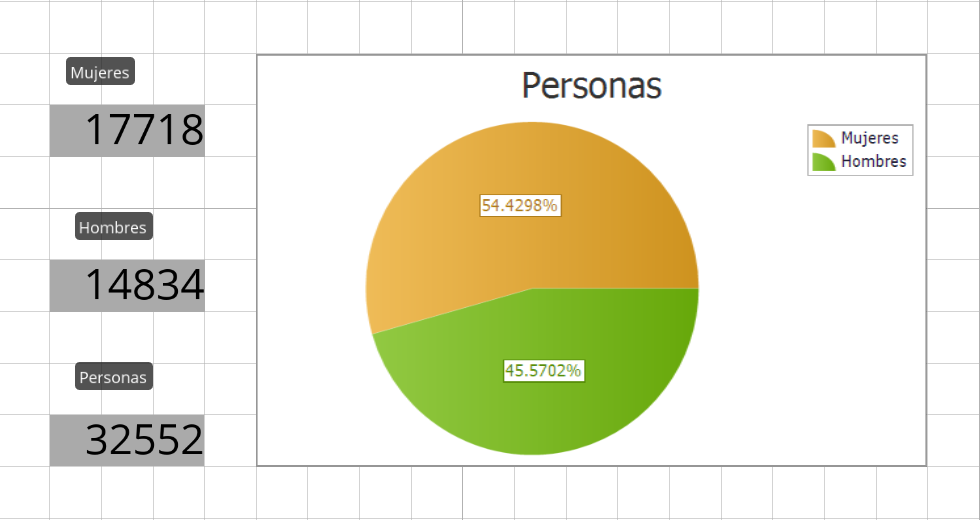 Mujeres
17718
Hombres
14834
Personas
32552
Personas
Mujeres
Hombres
54.4298%
45.5702%